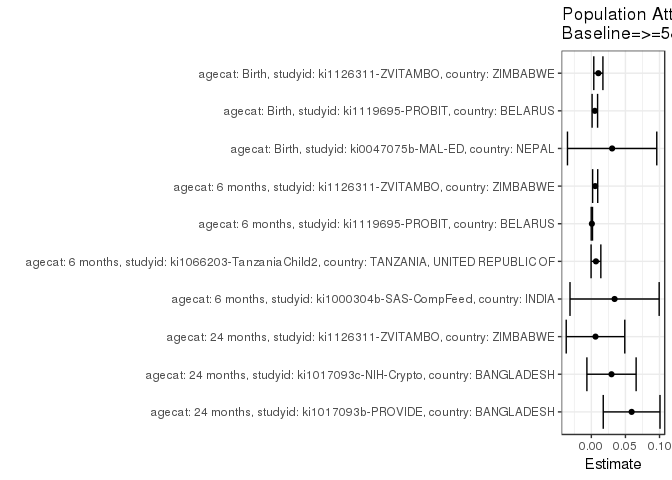 Population Att
Baseline=>=5
agecat: Birth, studyid: ki1126311-ZVITAMBO, country: ZIMBABWE
agecat: Birth, studyid: ki1119695-PROBIT, country: BELARUS
agecat: Birth, studyid: ki0047075b-MAL-ED, country: NEPAL
agecat: 6 months, studyid: ki1126311-ZVITAMBO, country: ZIMBABWE
agecat: 6 months, studyid: ki1119695-PROBIT, country: BELARUS
agecat: 6 months, studyid: ki1066203-TanzaniaChild2, country: TANZANIA, UNITED REPUBLIC OF
agecat: 6 months, studyid: ki1000304b-SAS-CompFeed, country: INDIA
agecat: 24 months, studyid: ki1126311-ZVITAMBO, country: ZIMBABWE
agecat: 24 months, studyid: ki1017093c-NIH-Crypto, country: BANGLADESH
agecat: 24 months, studyid: ki1017093b-PROVIDE, country: BANGLADESH
0.00 0.05 0.10
Estimate